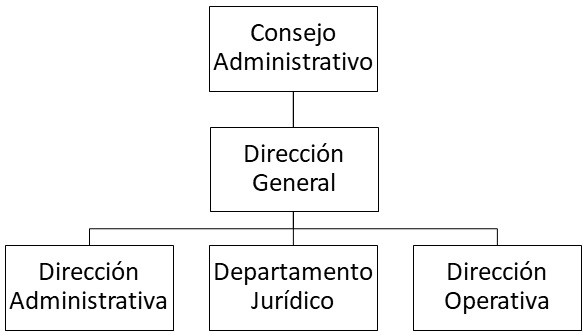 Consejo
Administrativo
Dirección
General
Dirección
Administrativa
Departamento
Jurídico
Dirección
Operativa